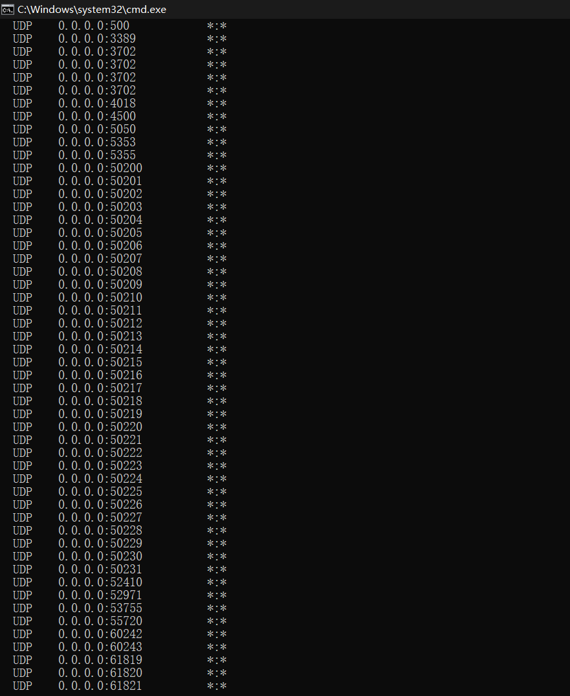 C:\Windows\system32\cmd.exe
UDP 0.0.0.0:500 *:*
UDP 0.0.0.0:3389 *:*
UDP 0.0.0.0:3702 *:*
UDP 0.0.0.0:3702 *:*
UDP 0.0.0.0:3702 *:*
UDP 0.0.0.0:3702 *:*
UDP 0.0.0.0:4018 *:*
UDP 0.0.0.0:4500 *:*
UDP 0.0.0.0:5050 *:*
UDP 0.0.0.0:5353 *:*
UDP 0.0.0.0:5355 *:*
UDP 0.0.0.0:50200 *:*
UDP 0.0.0.0:50201 *:*
UDP 0.0.0.0:50202 *:*
UDP 0.0.0.0:50203 *:*
UDP 0.0.0.0:50204 *:*
UDP 0.0.0.0:50205 *:*
UDP 0.0.0.0:50206 *:*
UDP 0.0.0.0:50207 *:*
UDP 0.0.0.0:50208 *:*
UDP 0.0.0.0:50209 *:*
UDP 0.0.0.0:50210 *:*
UDP 0.0.0.0:50211 *:*
UDP 0.0.0.0:50212 *:*
UDP 0.0.0.0:50213 *:*
UDP 0.0.0.0:50214 *:*
UDP 0.0.0.0:50215 *:*
UDP 0.0.0.0:50216 *:*
UDP 0.0.0.0:50217 *:*
UDP 0.0.0.0:50218 *:*
UDP 0.0.0.0:50219 *:*
UDP 0.0.0.0:50220 *:*
UDP 0.0.0.0:50221 *:*
UDP 0.0.0.0:50222 *:*
UDP 0.0.0.0:50223 *:*
UDP 0.0.0.0:50224 *:*
UDP 0.0.0.0:50225 *:*
UDP 0.0.0.0:50226 *:*
UDP 0.0.0.0:50227 *:*
UDP 0.0.0.0:50228 *:*
UDP 0.0.0.0:50229 *:*
UDP 0.0.0.0:50230 *:*
UDP 0.0.0.0:50231 *:*
UDP 0.0.0.0:52410 *:*
UDP 0.0.0.0:52971 *:*
UDP 0.0.0.0:53755 *:*
UDP 0.0.0.0:55720 *:*
UDP 0.0.0.0:60242 *:*
UDP 0.0.0.0:60243 *:*
UDP 0.0.0.0:61819 *:*
UDP 0.0.0.0:61820 *:*
UDP 0.0.0.0:61821 *:*